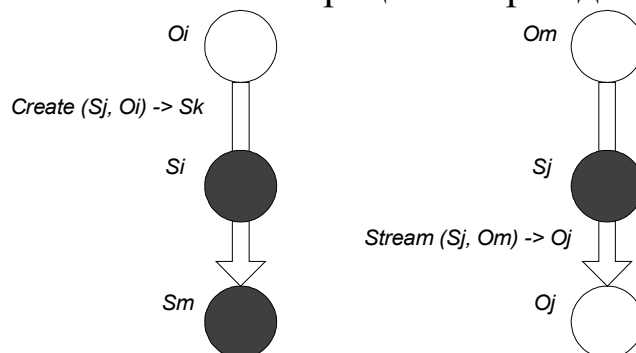 Oi
Om
Create (Sj, Oi) -> Sk
Si
Sj
Stream (Sj, Om) -> Oj
Sm
Oj